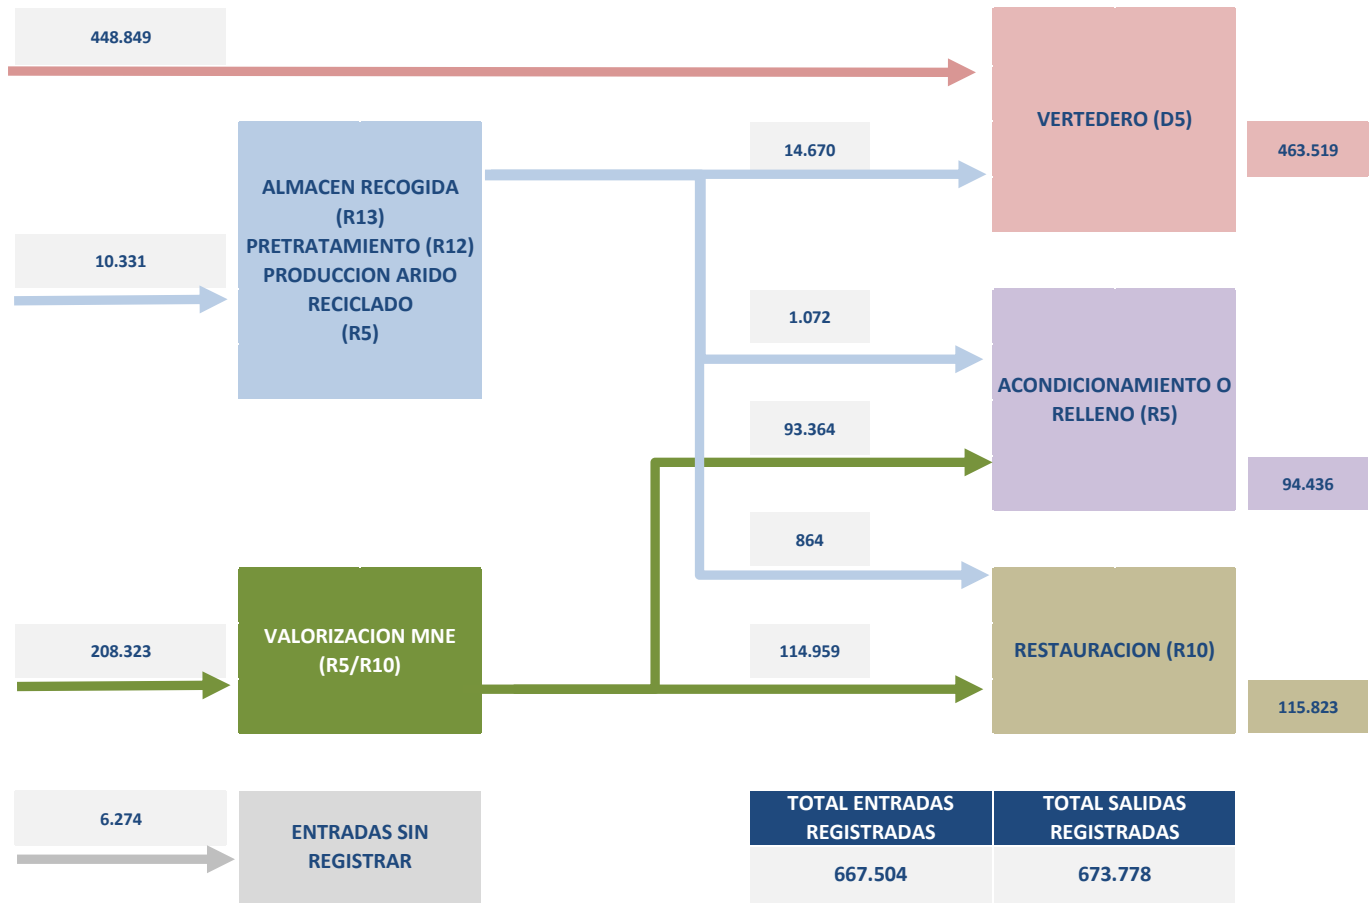 448.849
VERTEDERO (D5)
463.519
14.670
ALMACEN RECOGIDA
(R13)
PRETRATAMIENTO (R12)
PRODUCCION ARIDO
RECICLADO
(R5)
10.331
1.072
ACONDICIONAMIENTO O
RELLENO (R5)
93.364
94.436
864
VALORIZACION MNE
(R5/R10)
208.323
114.959
RESTAURACION (R10)
115.823
6.274
ENTRADAS SIN
REGISTRAR
TOTAL ENTRADAS
REGISTRADAS
TOTAL SALIDAS
REGISTRADAS
667.504
673.778